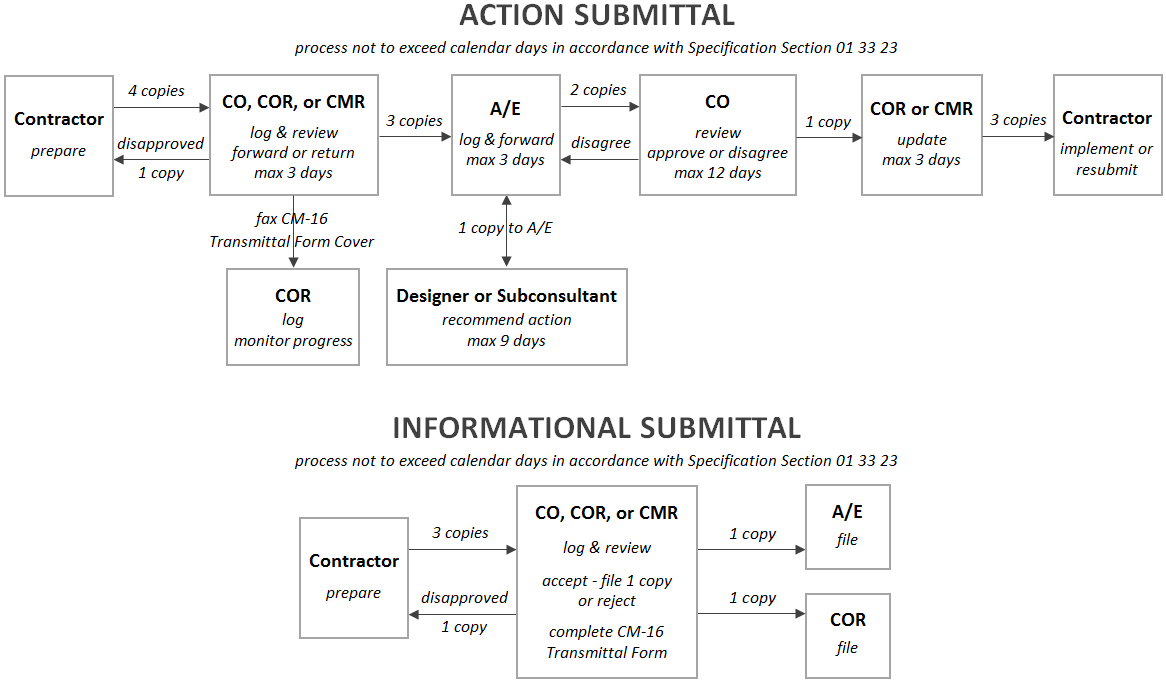 ACTION SUBMITTAL
process not to exceed calendar days in accordance with Specification Section 01 33 23
Contractor
prepare
4 copies
disapproved
1 copy
CO, COR, or CMR
log & review
forward or return
max 3 days
3 copies
A/E
log & forward
max 3 days
2 copies
disagree
CO
review
approve or disagree
max 12 days
1 copy
COR or CMR
update
max 3 days
3 copies
Contractor
implement or
resubmit
fax CM-16
Transmittal Form Cover
COR
log
monitor progress
1 copy to A/E
Designer or Subconsultant
recommend action
max 9 days
INFORMATIONAL SUBMITTAL
process not to exceed calendar days in accordance with Specification Section 01 33 23
Contractor
prepare
3 copies
disapproved
1 copy
CO, COR, or CMR
log & review
accept - file 1 copy
or reject
complete CM-16
Transmittal Form
1 copy
A/E
file
1 copy
COR
file